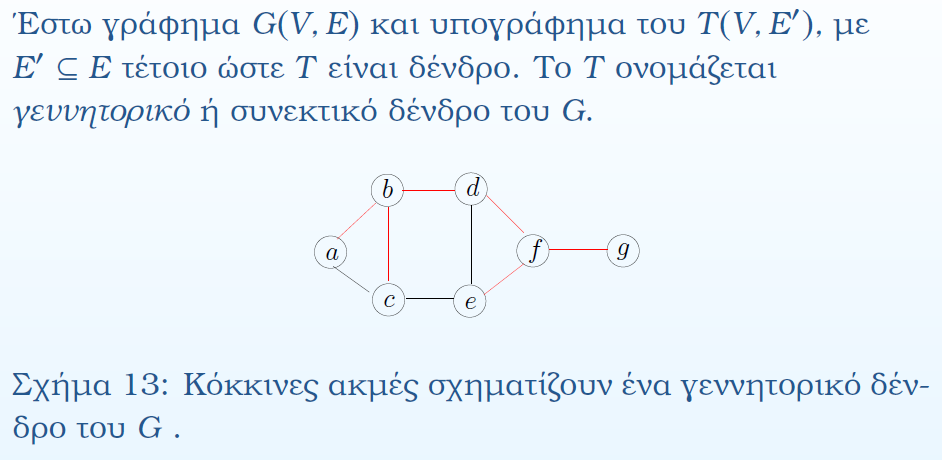 Έστω γράφημα G(V, E) και υπογράφημα του T(V, E′), με
E′ ⊆ E τέτοιο ώστε T είναι δένδρο. Το T ονομάζεται
γεννητορικό ή συνεκτικό δένδρο του G.
b d
a f g
c e
Σχήμα 13: Κόκκινες ακμές σχηματίζουν ένα γεννητορικό δέν-
δρο του G .